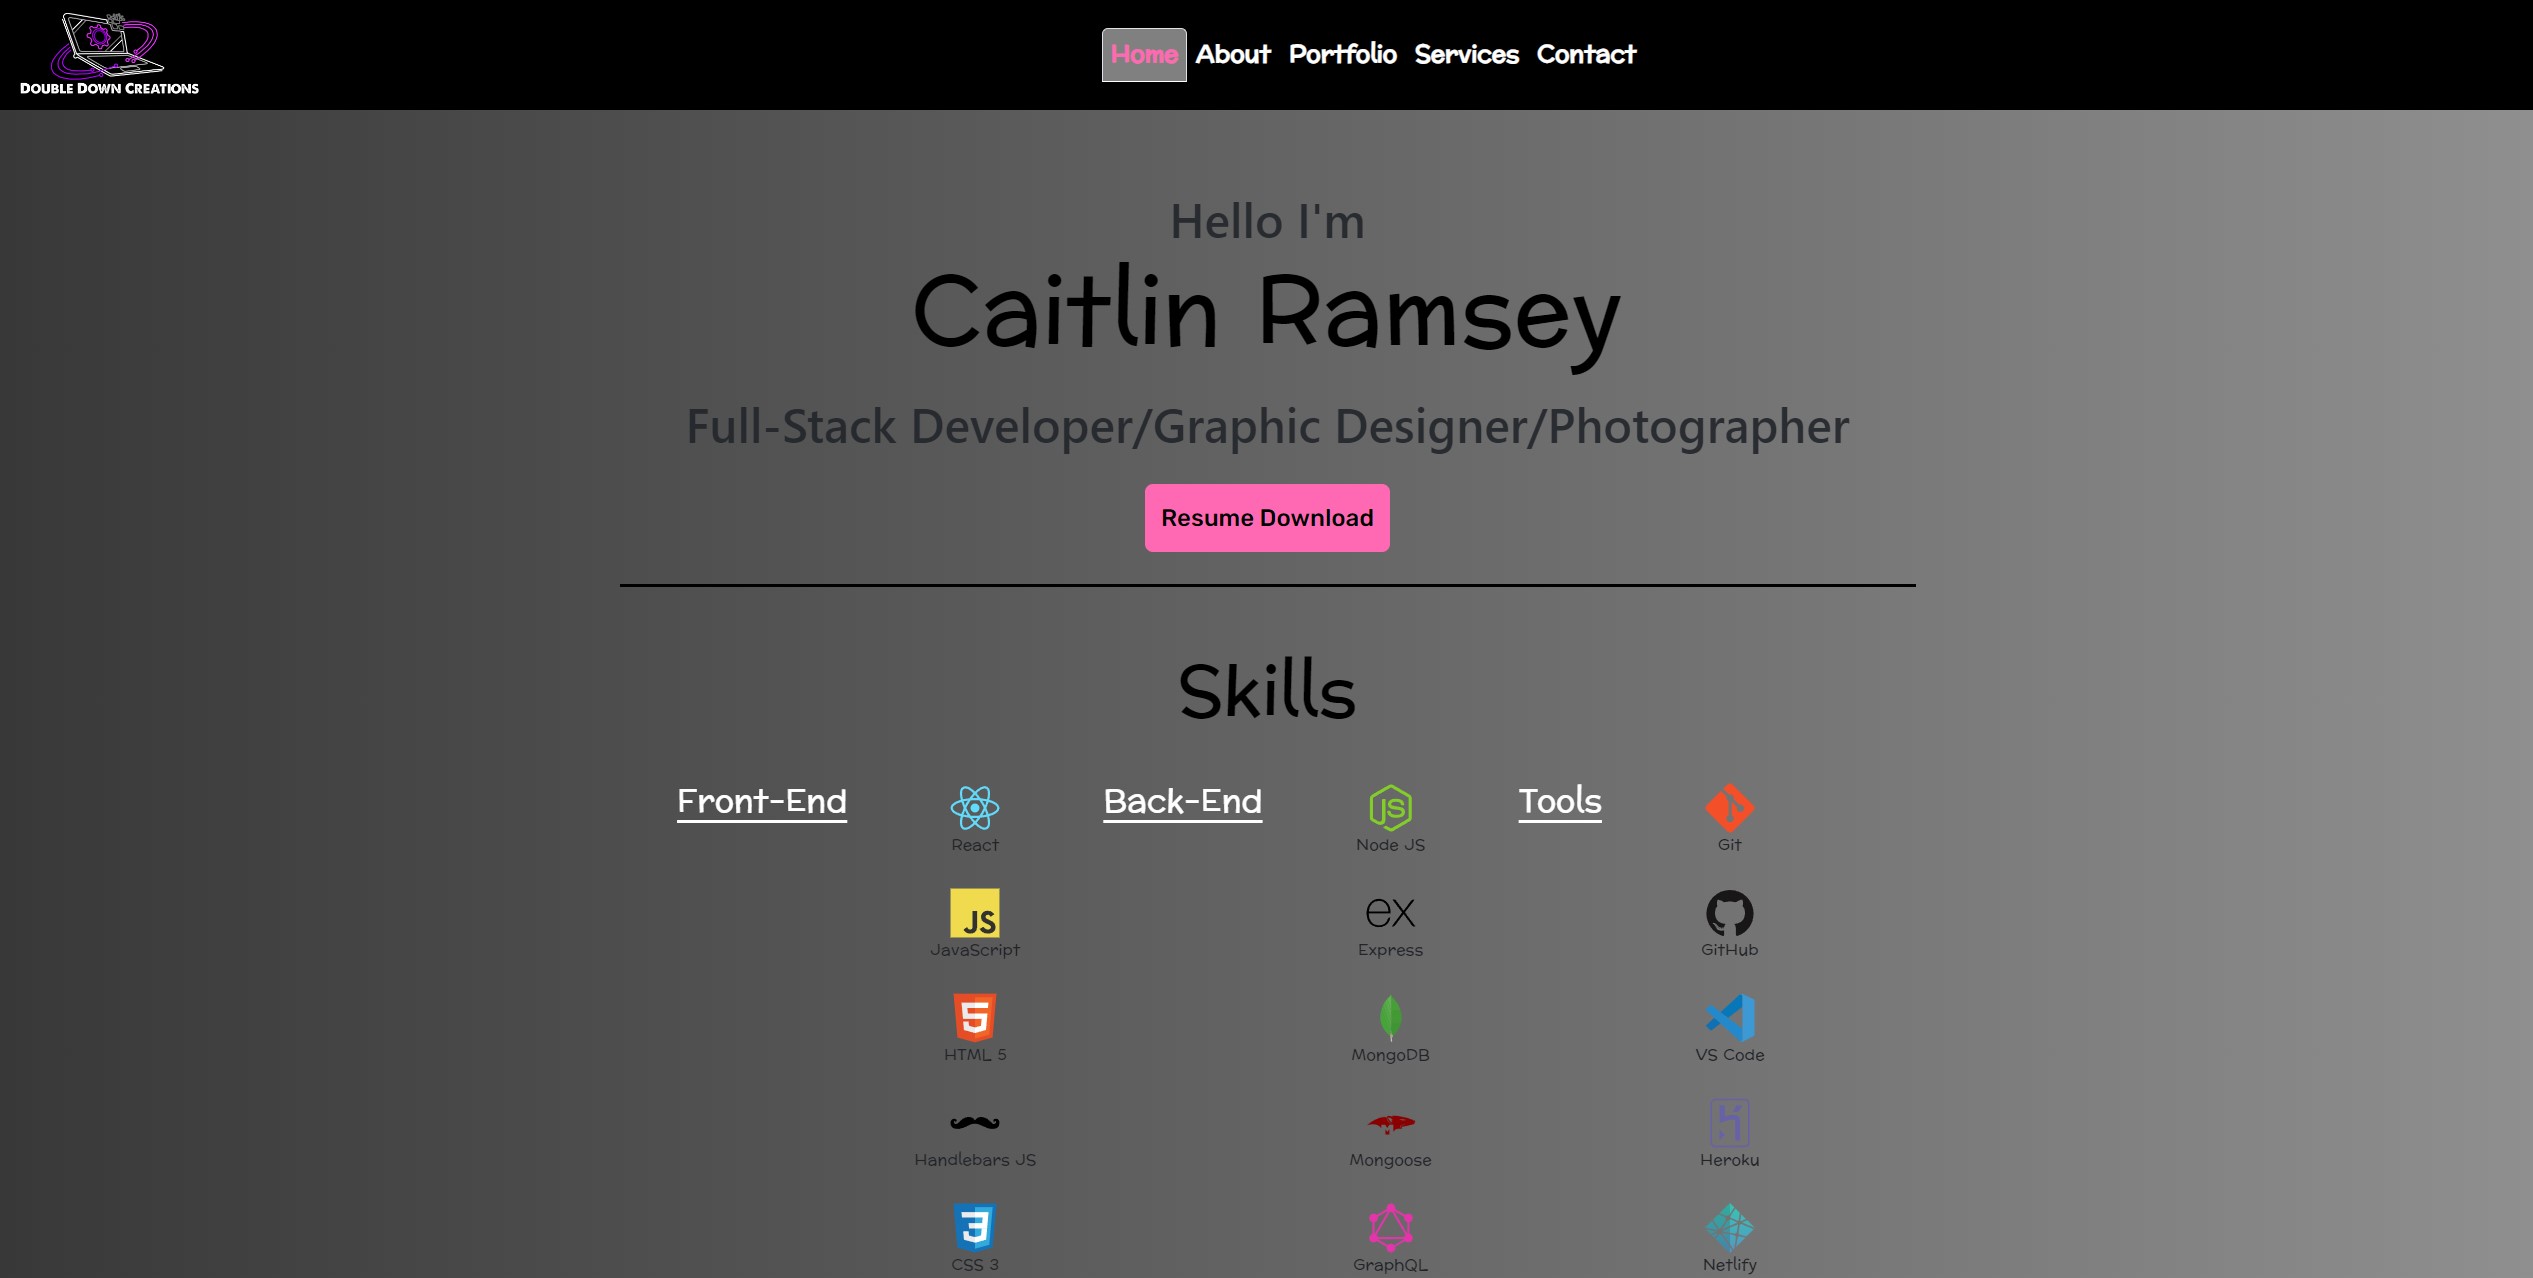 DOUBLE DOWN CREATIONS
Home About Portfolio Services Contact
Hello I'm
Caitlin Ramsey
Full-Stack Developer/Graphic Designer/Photographer
Resume Download
Skills
Front-End
React
JS
JavaScript
HTML 5
Handlebars JS
CSS 3
Back-End
JS
Node JS
ex
Express
MongoDB
Mongoose
GraphQL
Tools
Git
GitHub
VS Code
Heroku
Netlify